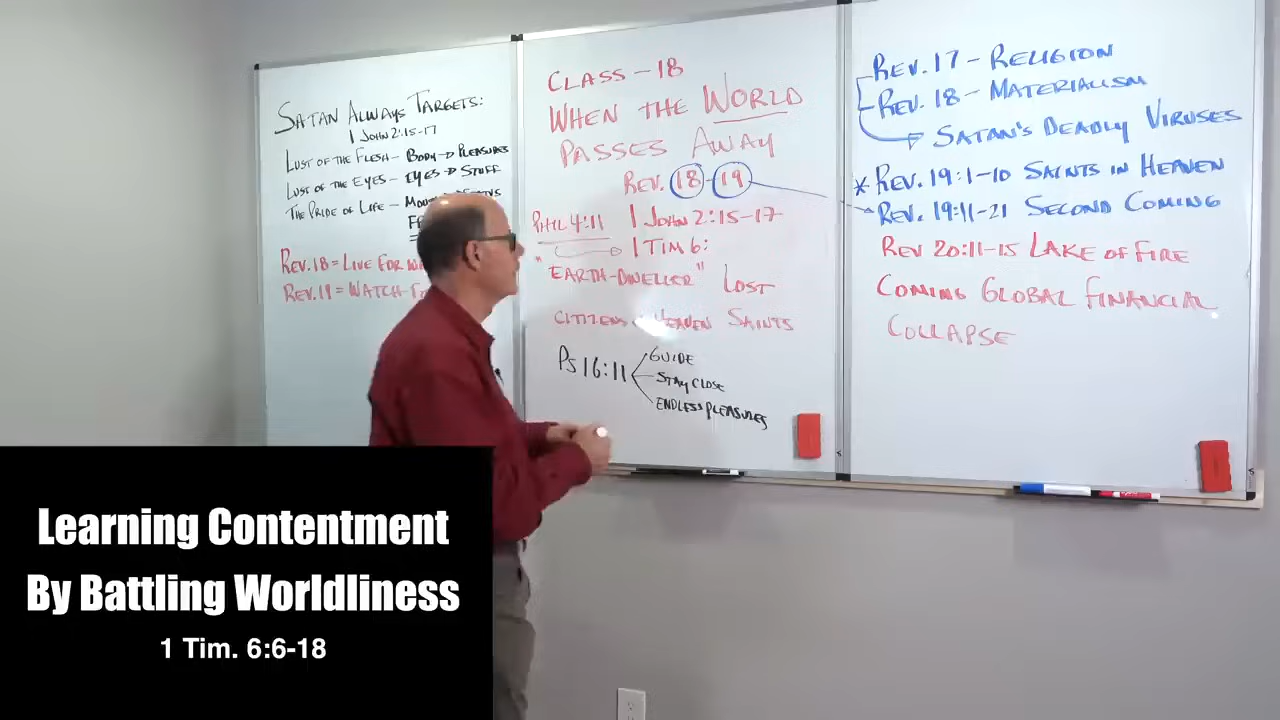 SATAN ALWAYS TARGETS:
1 JOHN 2:15-17
LUST OF THE FLESH - BODY → PLEASURES
LUST OF THE EYES - EYES → STUFF
THE PRIDE OF LIFE -
REV. 18 = LIVE FOR
REV. 19 = WATCH
CLASS - 18
WHEN THE WORLD
PASSES AWAY
REV. 18-19
PHIL 4:11 1 JOHN 2:15-17
1 TIM 6:
"EARTH-DWELLER" LOST
CITIZENS HEAVEN SAINTS
PS 16:11
GUIDE
STAY CLOSE
ENDLESS PLEASURES
REV. 17 - RELIGION
REV. 18 - MATERIALISM
SATAN'S DEADLY VIRUSES
* REV. 19:1-10 SAINTS IN HEAVEN
REV. 19:11-21 SECOND COMING
REV 20:11-15 LAKE OF FIRE
COMING GLOBAL FINANCIAL
COLLAPSE
Learning Contentment
By Battling Worldliness
1 Tim. 6:6-18